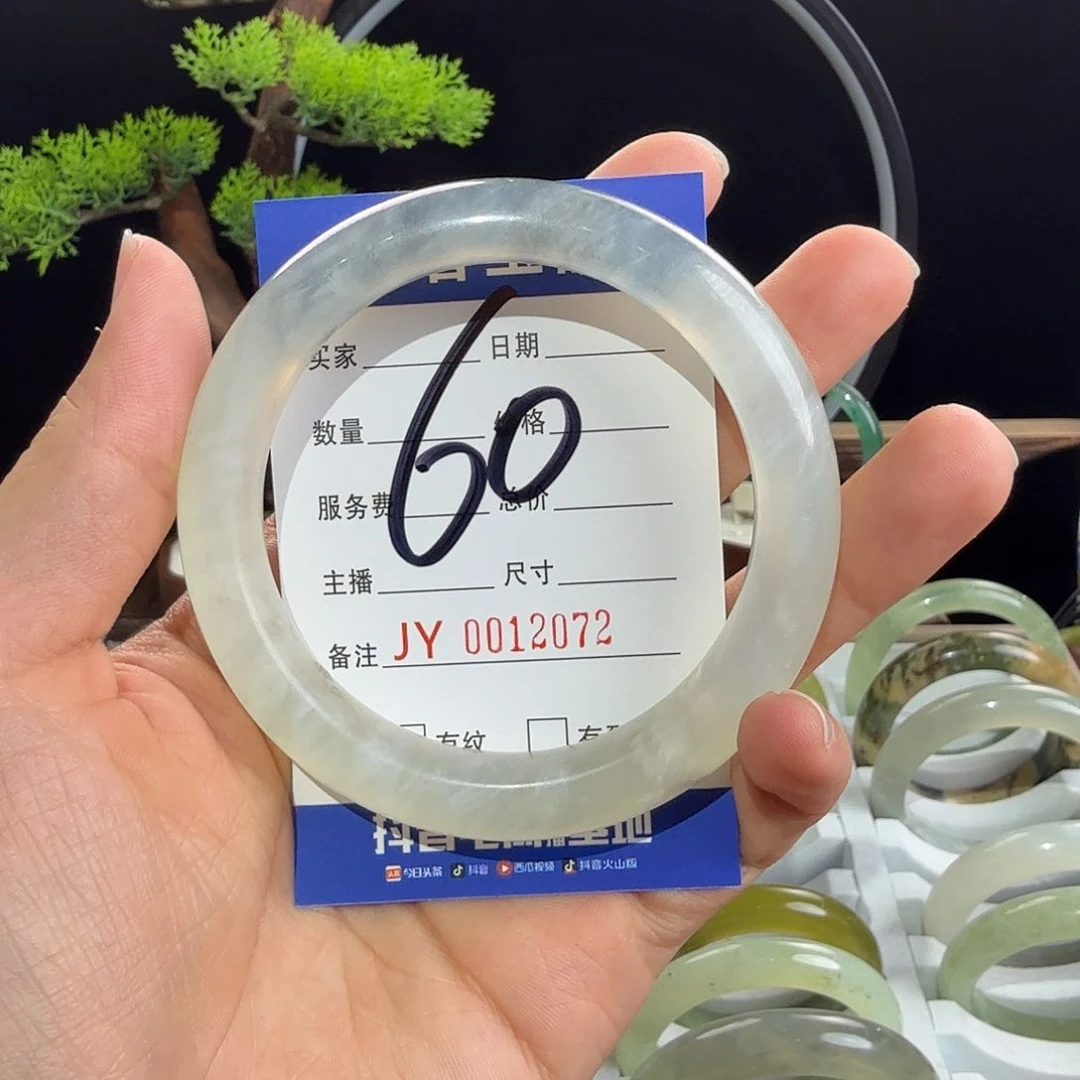 买家 日期
60
数量 价格
服务费 总价
主播 尺寸
备注 JY 0012072
有纹
今日头条 抖音 西瓜视频 抖音火山版